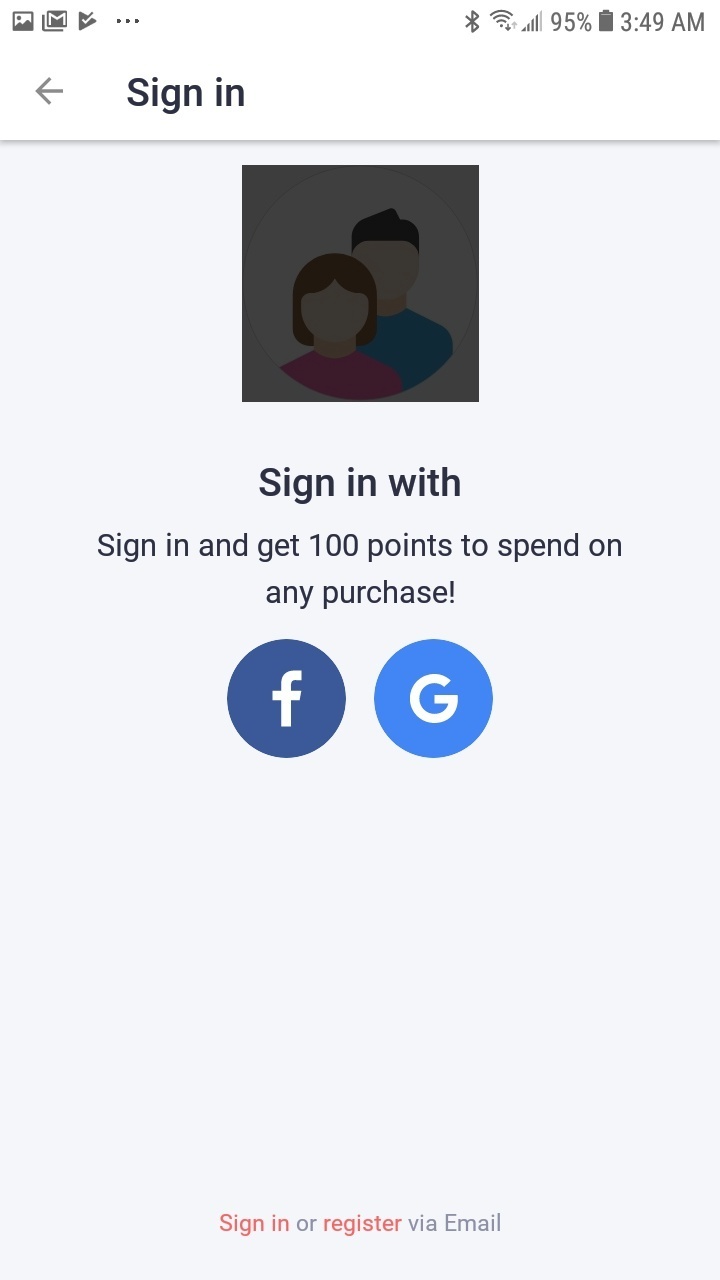 95% 3:49 AM
Sign in
Sign in with
Sign in and get 100 points to spend on
any purchase!
f G
Sign in or register via Email